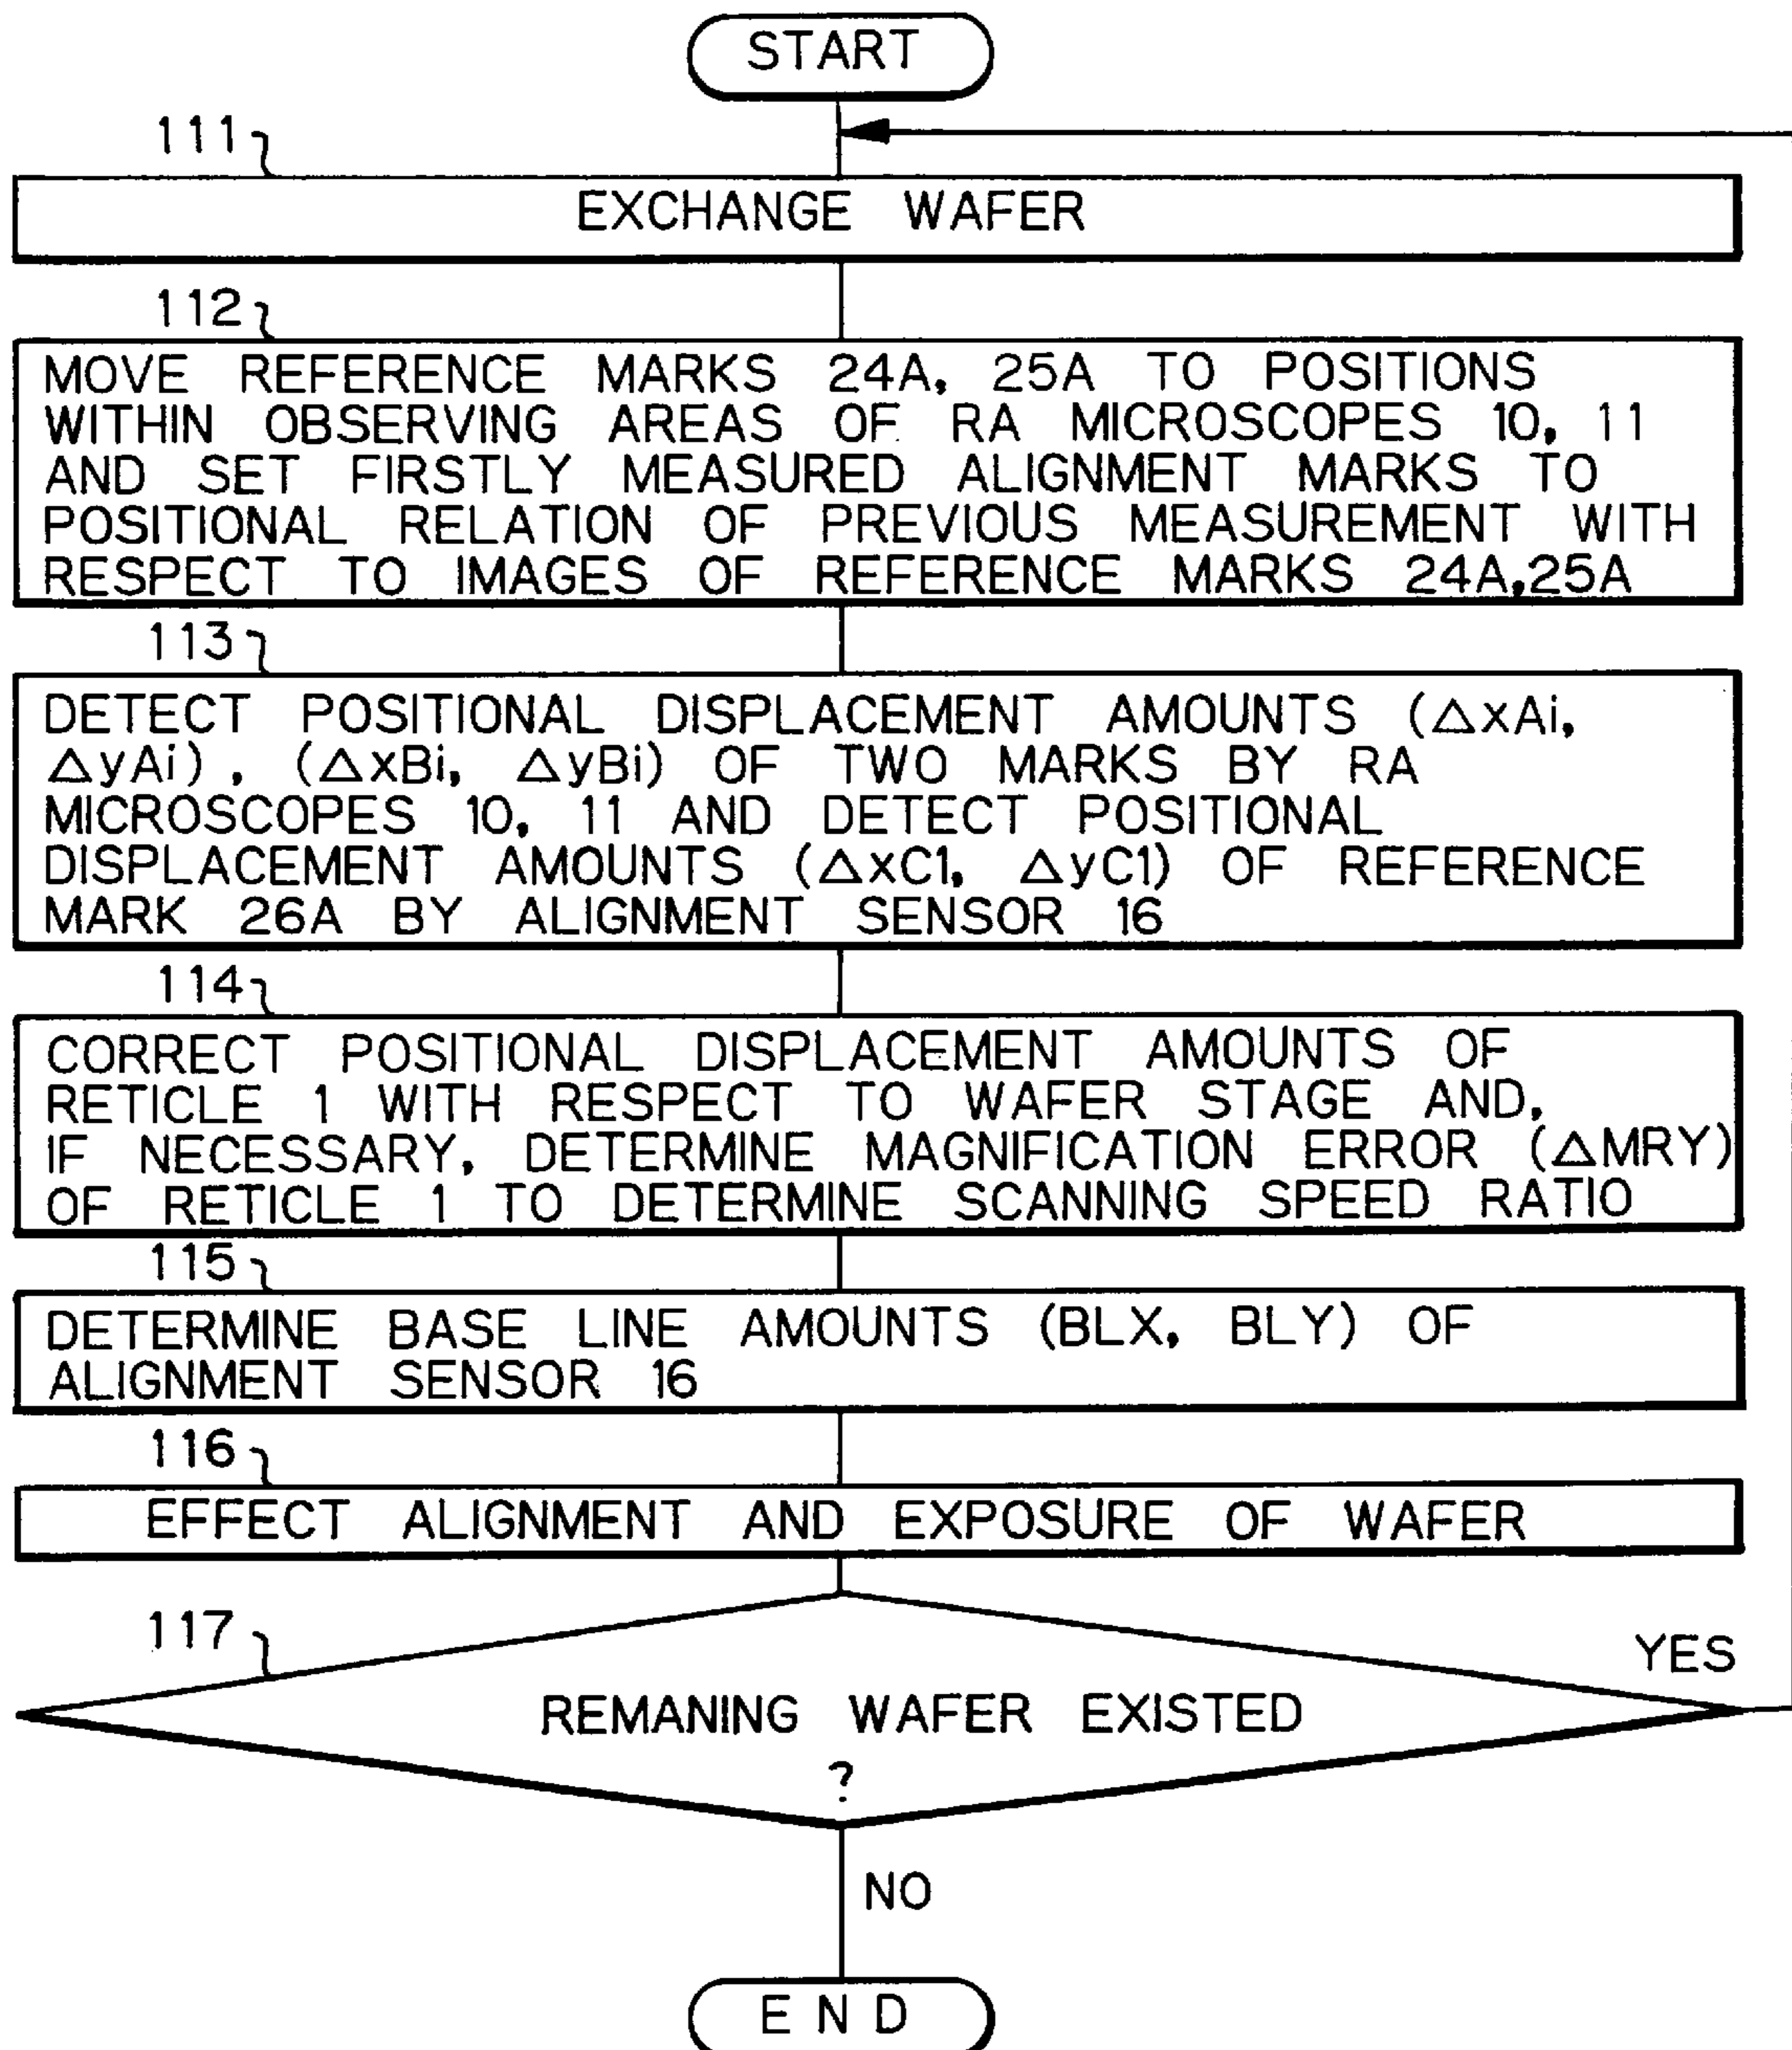 START
111
EXCHANGE WAFER
112
MOVE REFERENCE MARKS 24A, 25A TO POSITIONS
WITHIN OBSERVING AREAS OF RA MICROSCOPES 10, 11
AND SET FIRSTLY MEASURED ALIGNMENT MARKS TO
POSITIONAL RELATION OF PREVIOUS MEASUREMENT WITH
RESPECT TO IMAGES OF REFERENCE MARKS 24A,25A
113
DETECT POSITIONAL DISPLACEMENT AMOUNTS (△xAi,
△yAi), (△xBi, △yBi) OF TWO MARKS BY RA
MICROSCOPES 10, 11 AND DETECT POSITIONAL
DISPLACEMENT AMOUNTS (△xC1, △yC1) OF REFERENCE
MARK 26A BY ALIGNMENT SENSOR 16
114
CORRECT POSITIONAL DISPLACEMENT AMOUNTS OF
RETICLE 1 WITH RESPECT TO WAFER STAGE AND,
IF NECESSARY, DETERMINE MAGNIFICATION ERROR (△MRY)
OF RETICLE 1 TO DETERMINE SCANNING SPEED RATIO
115
DETERMINE BASE LINE AMOUNTS (BLX, BLY) OF
ALIGNMENT SENSOR 16
116
EFFECT ALIGNMENT AND EXPOSURE OF WAFER
117
YES
REMANING WAFER EXISTED
?
NO
END